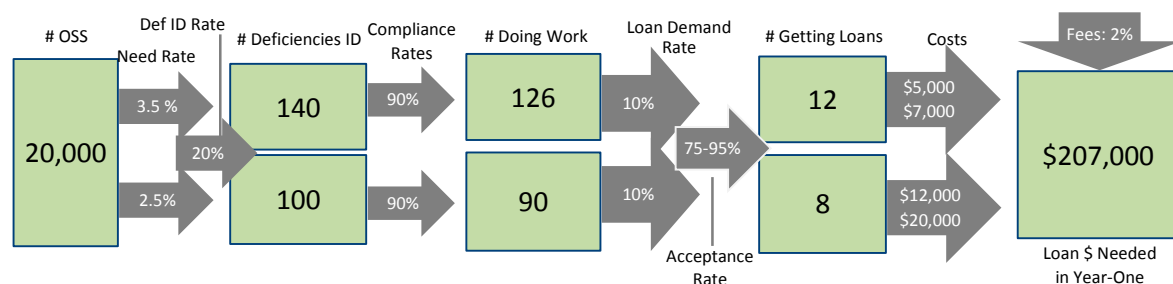 # OSS
Need Rate
Def ID Rate
# Deficiencies ID
Compliance
Rates
# Doing Work
Loan Demand
Rate
# Getting Loans
Costs
Fees: 2%
20,000
3.5 %
2.5%
20%
140
100
90%
90%
126
90
10%
10%
75-95%
Acceptance
Rate
12
8
$5,000
$7,000
$12,000
$20,000
$207,000
Loan $ Needed
in Year-One